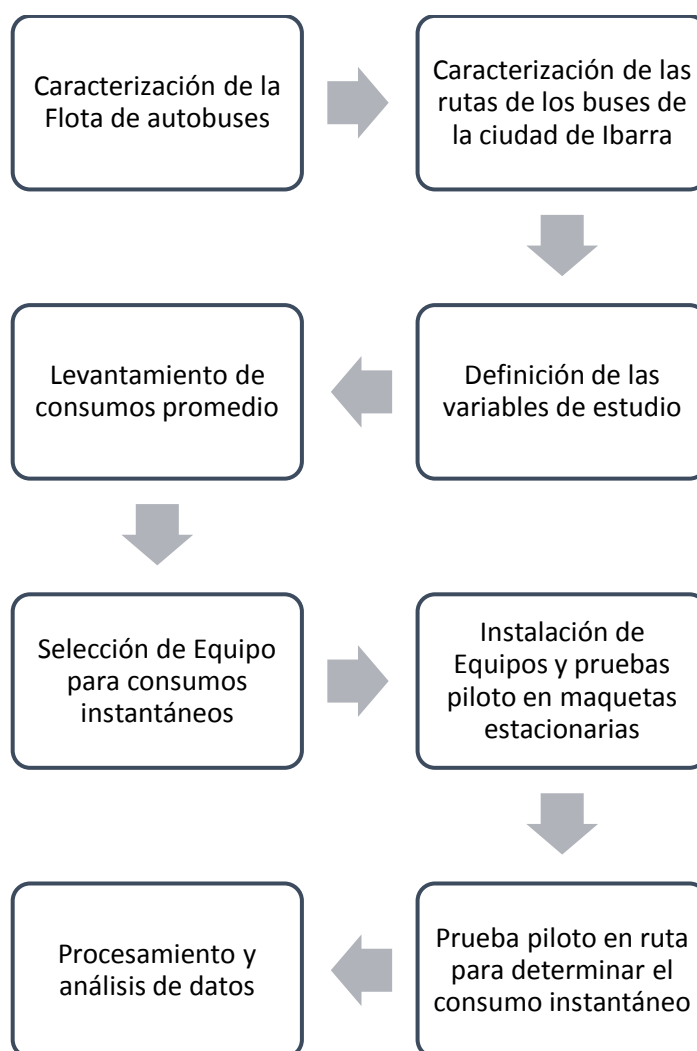 Caracterización de la
Flota de autobuses
Caracterización de las
rutas de los buses de
la ciudad de Ibarra
Definición de las
variables de estudio
Levantamiento de
consumos promedio
Selección de Equipo
para consumos
instantáneos
Instalación de
Equipos y pruebas
piloto en maquetas
estacionarias
Prueba piloto en ruta
para determinar el
consumo instantáneo
Procesamiento y
análisis de datos